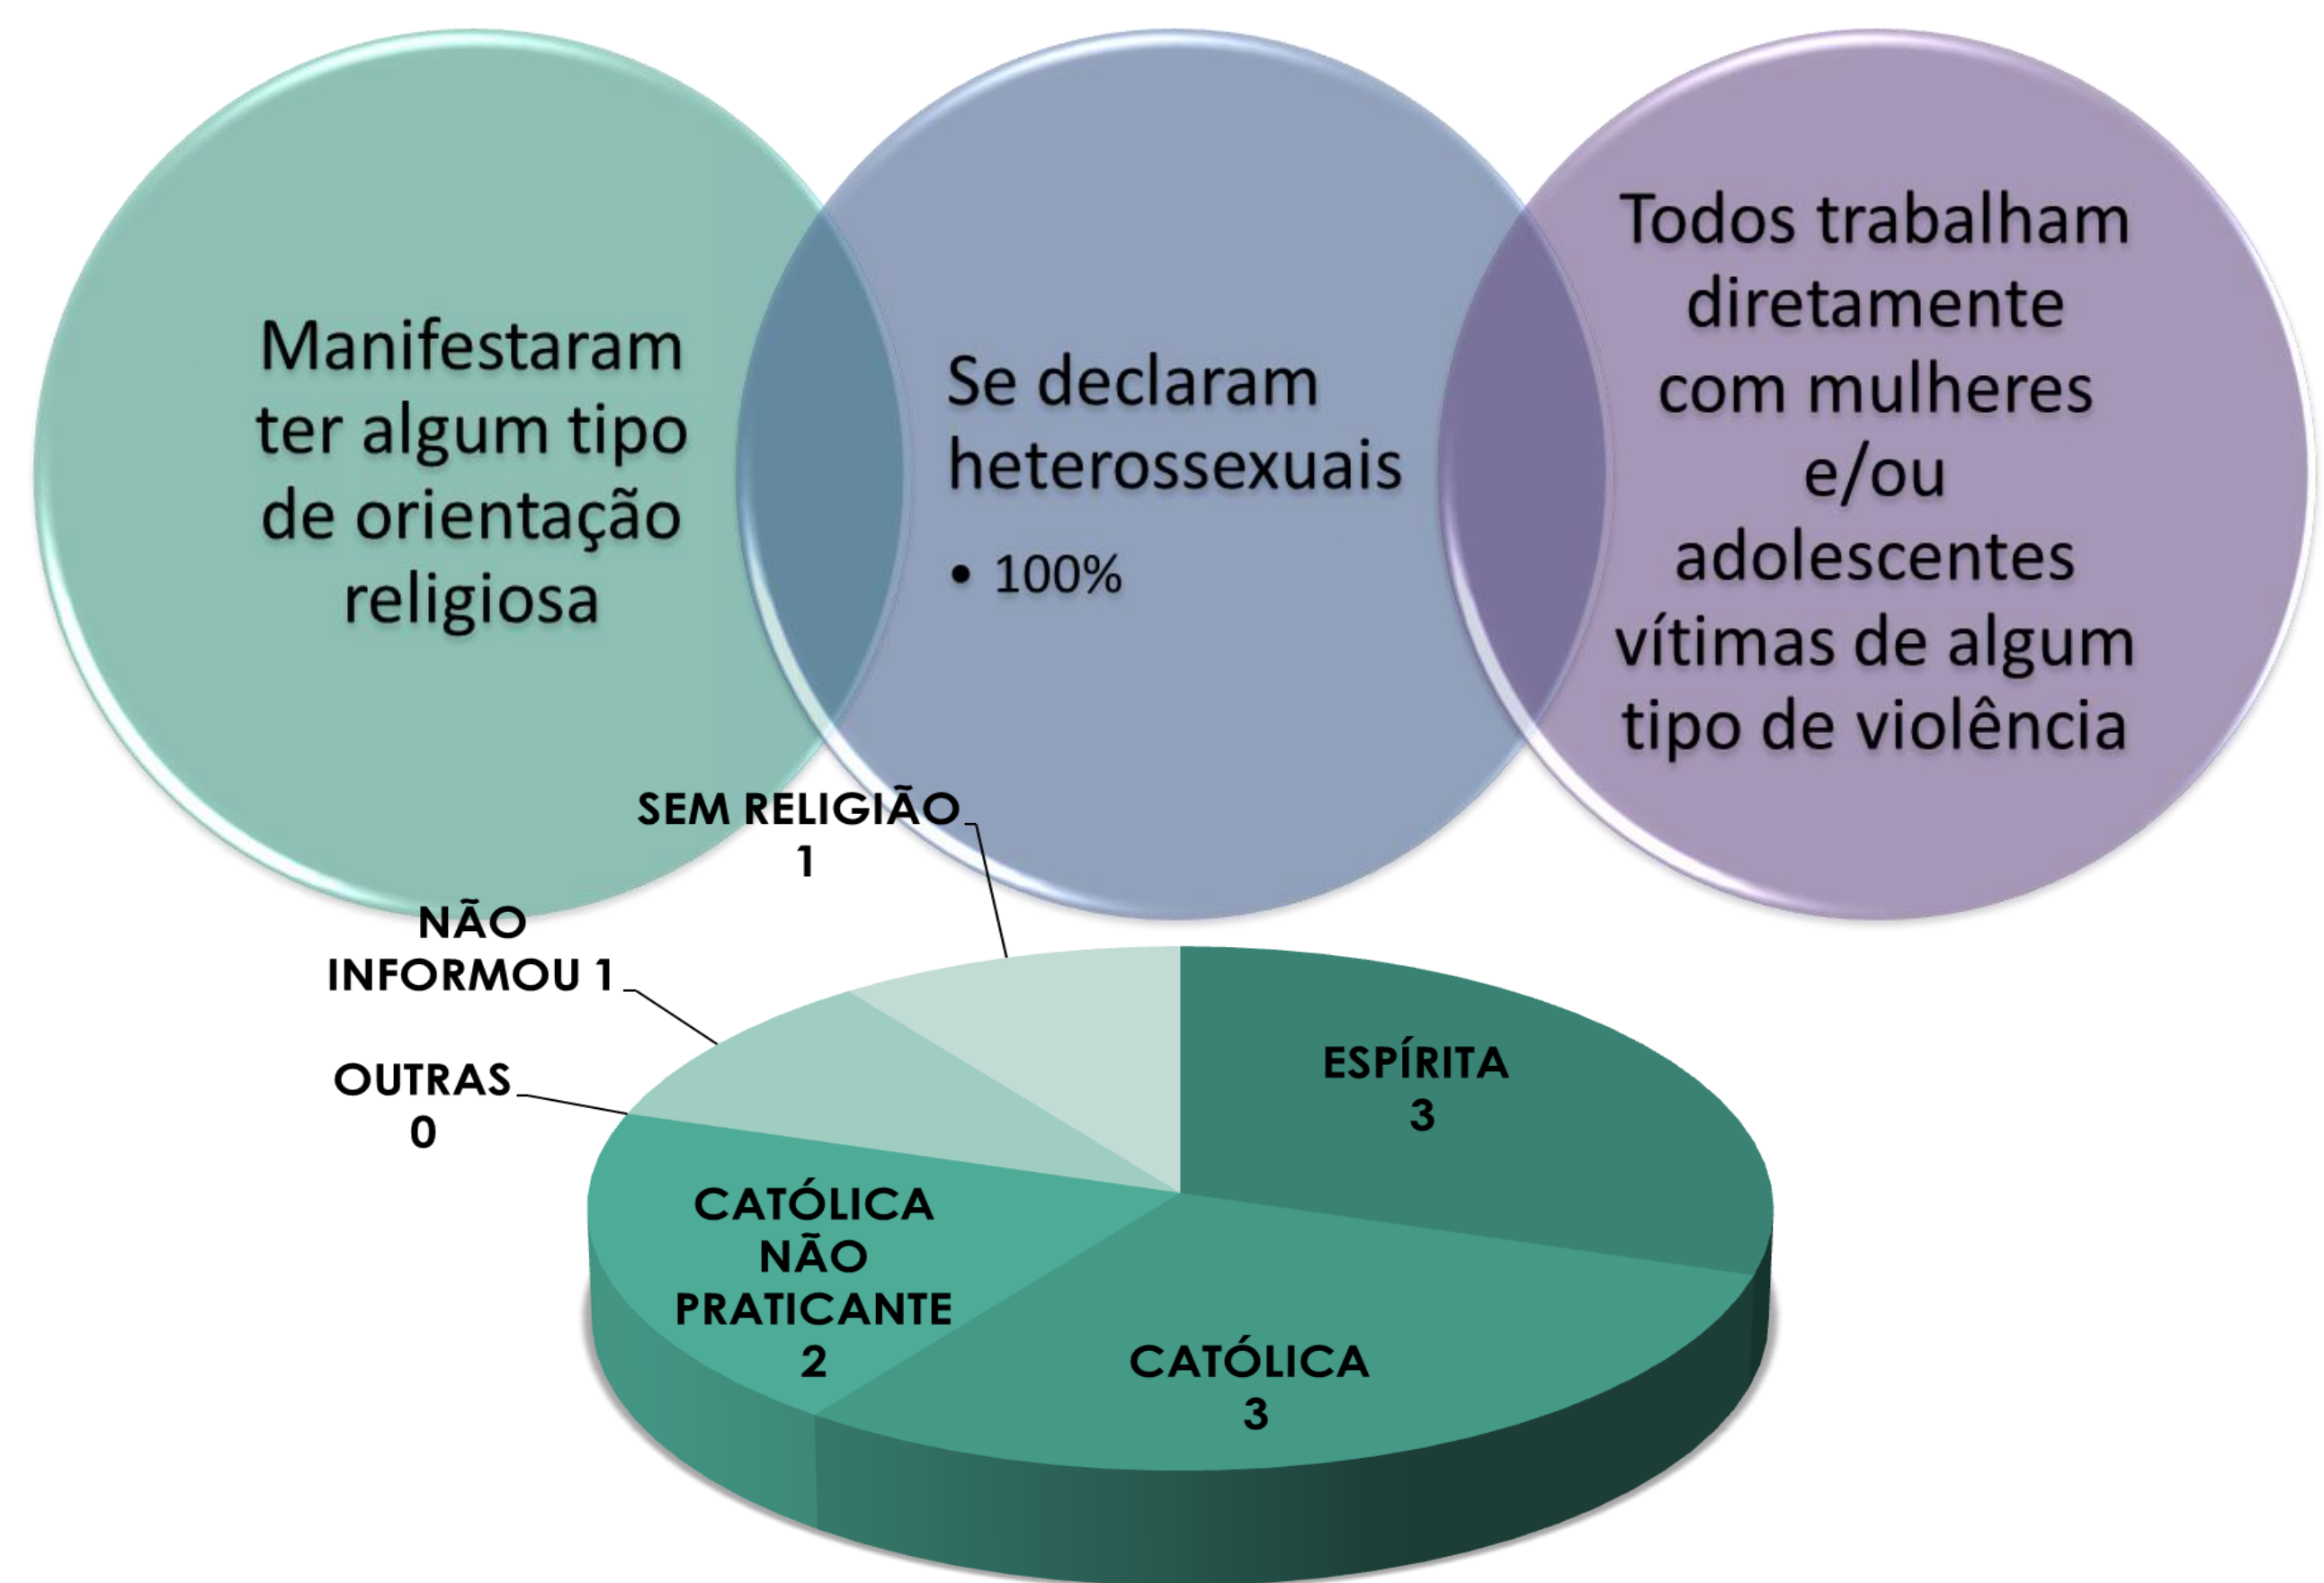 Manifestaram
ter algum tipo
de orientação
religiosa
Se declaram
heterossexuais
• 100%
Todos trabalham
diretamente
com mulheres
e/ou
adolescentes
vítimas de algum
tipo de violência
SEM RELIGIÃO
1
NÃO
INFORMOU 1
OUTRAS
0
ESPÍRITA
3
CATÓLICA
NÃO
PRATICANTE
2
CATÓLICA
3